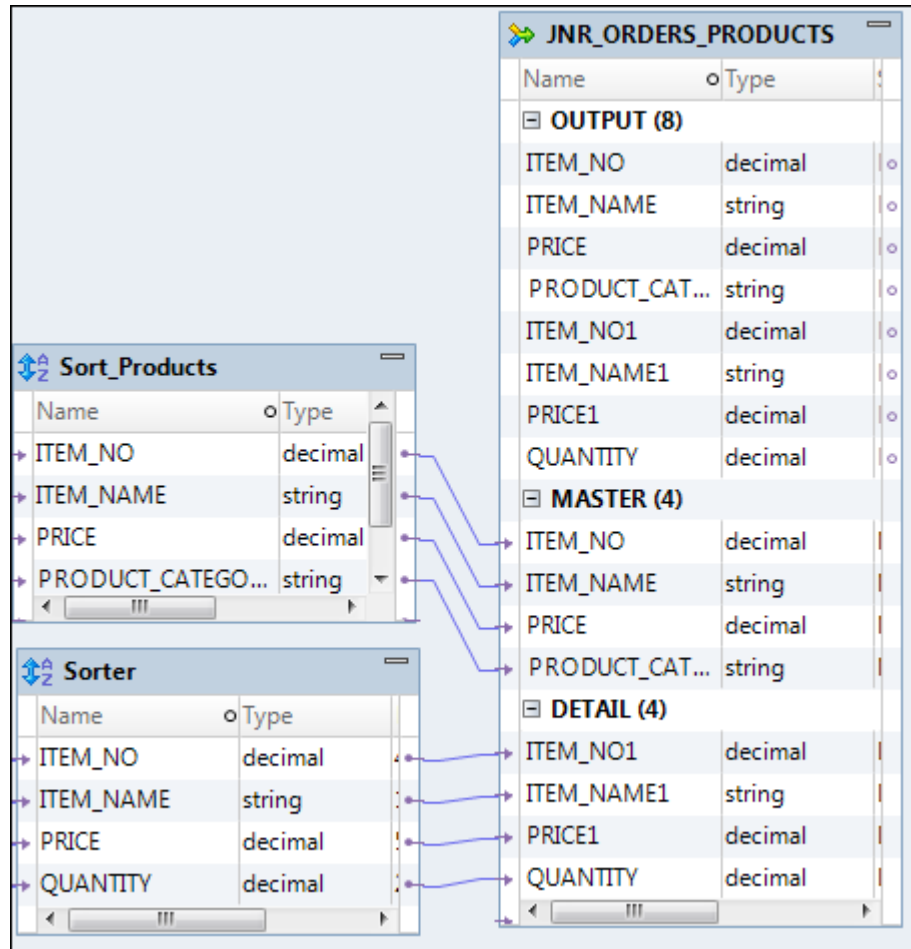 JNR_ORDERS_PRODUCTS
Name Type
OUTPUT (8)
ITEM_NO decimal
ITEM_NAME string
PRICE decimal
PRODUCT_CAT... string
ITEM_NO1 decimal
ITEM_NAME1 string
PRICE1 decimal
QUANTITY decimal
MASTER (4)
ITEM_NO decimal
ITEM_NAME string
PRICE decimal
PRODUCT_CAT... string
DETAIL (4)
ITEM_NO1 decimal
ITEM_NAME1 string
PRICE1 decimal
QUANTITY decimal
Sort_Products
Name Type
ITEM_NO decimal
ITEM_NAME string
PRICE decimal
PRODUCT_CATEGO... string
Sorter
Name Type
ITEM_NO decimal
ITEM_NAME string
PRICE decimal
QUANTITY decimal